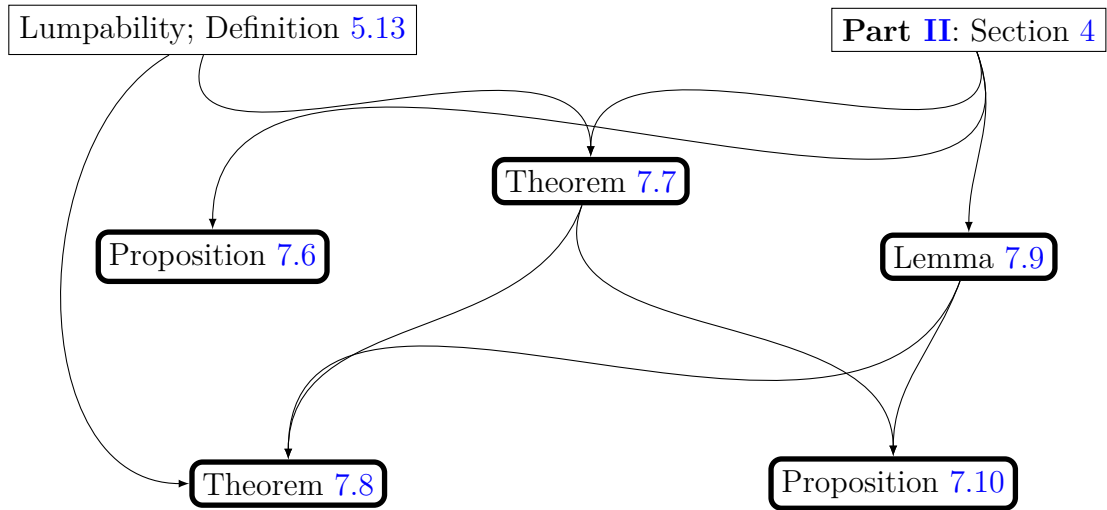 Lumpability; Definition 5.13
Part II: Section 4
Theorem 7.7
Proposition 7.6
Lemma 7.9
Theorem 7.8
Proposition 7.10